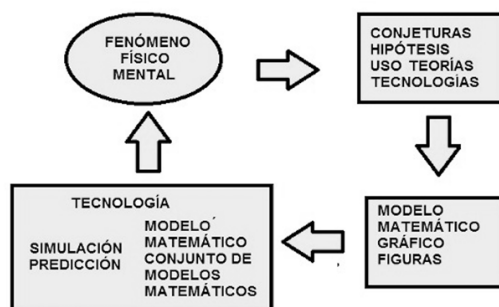 FENÓMENO
FÍSICO
MENTAL
CONJETURAS
HIPÓTESIS
USO TEORÍAS
TECNOLOGÍAS
MODELO
MATEMÁTICO
GRÁFICO
FIGURAS
TECNOLOGÍA
SIMULACIÓN
PREDICCIÓN
MODELO´
MATEMÁTICO
CONJUNTO DE
MODELOS
MATEMÁTICOS